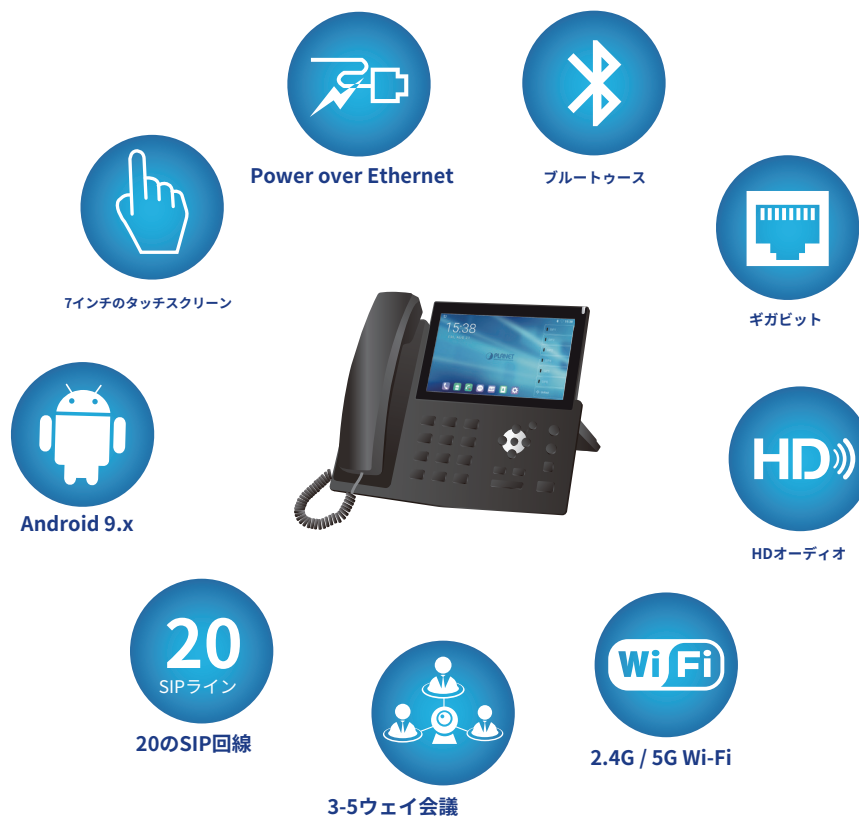 Power over Ethernet
ブルートゥース
7インチのタッチスクリーン
ギガビット
15:38
PLANET
Android 9.x
HD
HDオーディオ
20
SIPライン
20のSIP回線
Wi Fi
2.4G / 5G Wi-Fi
3-5ウェイ会議